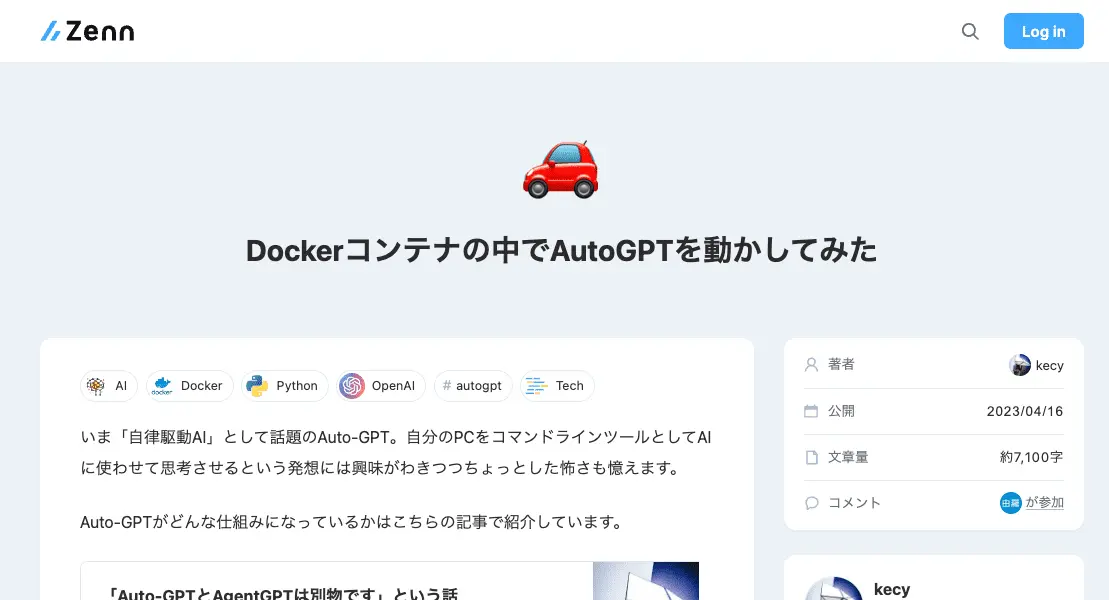 Zenn
Log in
Dockerコンテナの中でAutoGPTを動かしてみた
AI
docker
Docker
Python
OpenAI
# autogpt
Tech
いま「自律駆動AI」として話題のAuto-GPT。自分のPCをコマンドラインツールとしてAI
に使わせて思考させるという発想には興味がわきつつちょっとした怖さも憶えます。
Auto-GPTがどんな仕組みになっているかはこちらの記事で紹介しています。
「Auto-GPTとAgentGPTは別物です」という話
著者
kecy
公開
2023/04/16
文章量
約7,100字
コメント
由羅
が参加
kecy